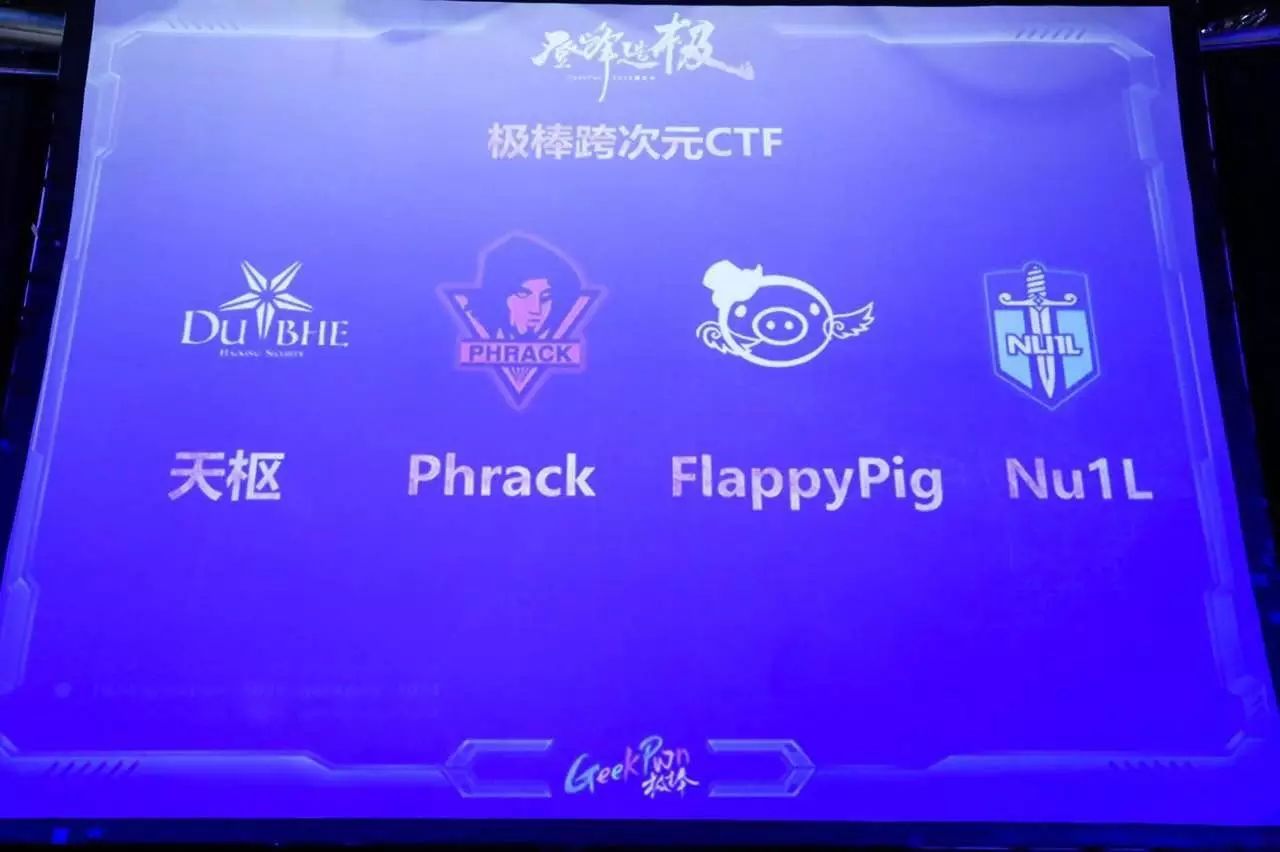 登峰造极
极棒跨次元CTF
DUBHE
HACKING SECURITY
PHRACK
NU1L
天枢
Phrack
FlappyPig
Nu1L
GeekPwn
极棒